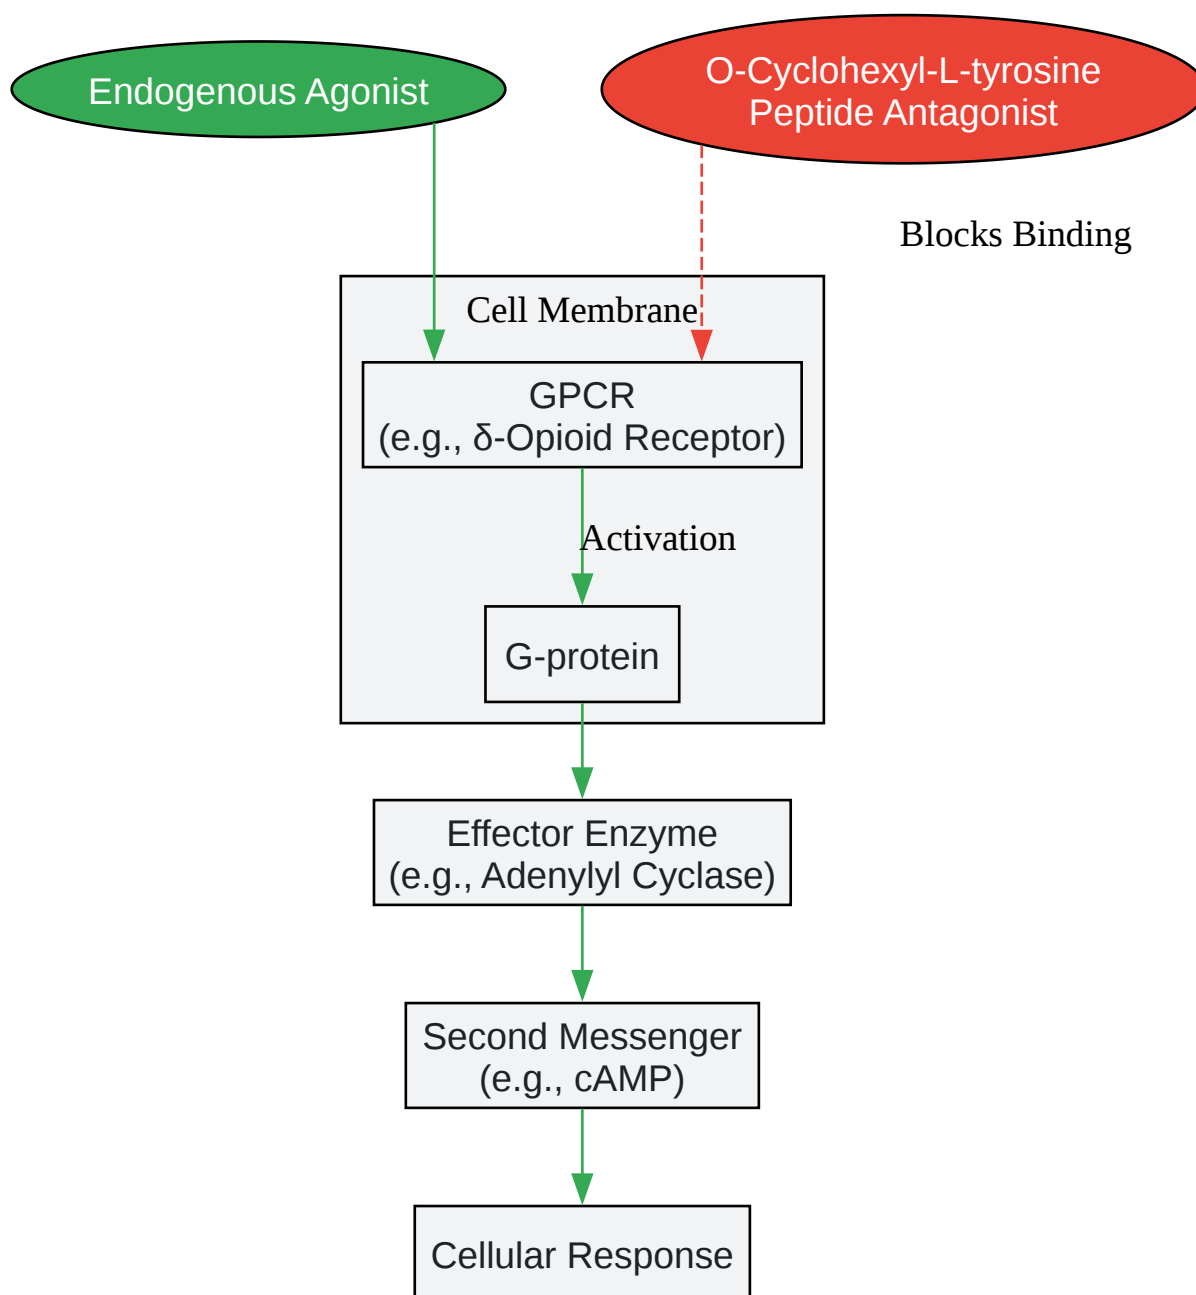 Endogenous Agonist
O-Cyclohexyl-L-tyrosine
Peptide Antagonist
Blocks Binding
Cell Membrane
GPCR
(e.g., δ-Opioid Receptor)
Activation
G-protein
Effector Enzyme
(e.g., Adenylyl Cyclase)
Second Messenger
(e.g., cAMP)
Cellular Response